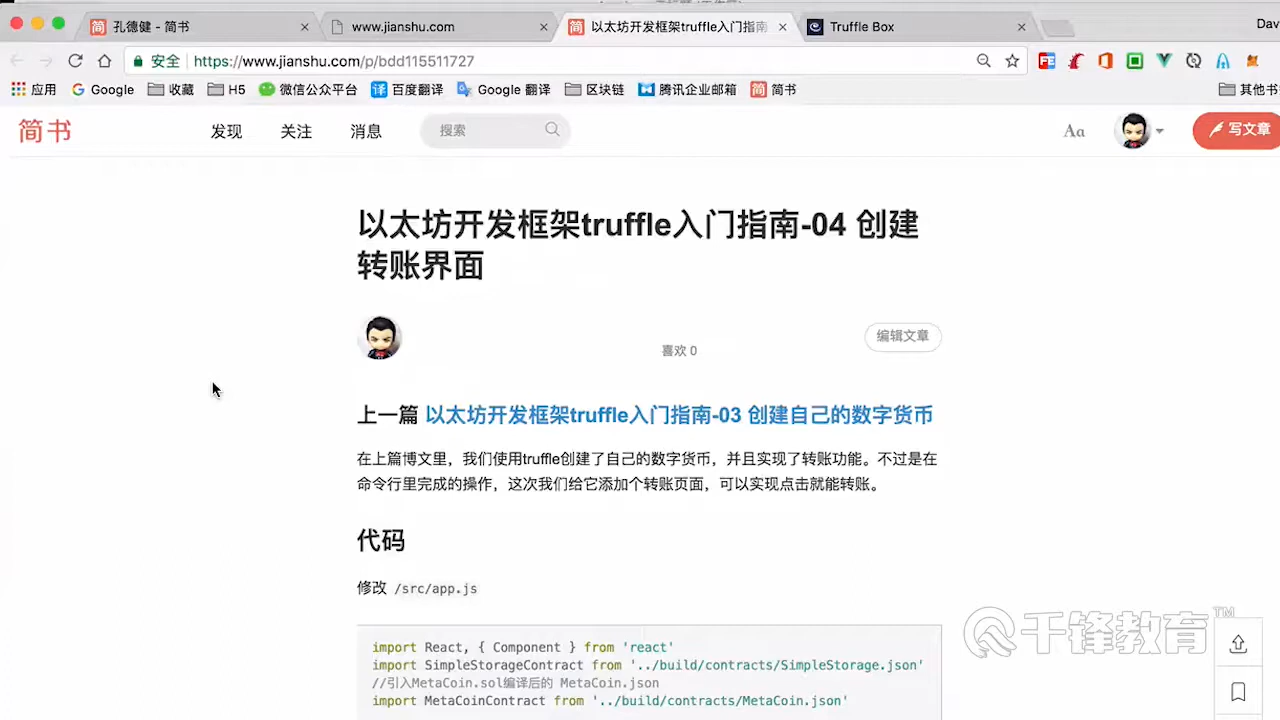 孔德健 - 简书
www.jianshu.com
以太坊开发框架truffle入门指南
Truffle Box
Dav
安全
https://www.jianshu.com/p/bdd115511727
应用
Google
收藏
H5
微信公众平台
百度翻译
Google 翻译
区块链
腾讯企业邮箱
简书
其他书
简书
发现
关注
消息
搜索
Aa
写文章
以太坊开发框架truffle入门指南-04 创建
转账界面
喜欢 0
编辑文章
上一篇 以太坊开发框架truffle入门指南-03 创建自己的数字货币
在上篇博文里，我们使用truffle创建了自己的数字货币，并且实现了转账功能。不过是在
命令行里完成的操作，这次我们给它添加个转账页面，可以实现点击就能转账。
代码
修改 /src/app.js
import React, { Component } from 'react'
import SimpleStorageContract from '../build/contracts/SimpleStorage.json'
//引入MetaCoin.sol编译后的 MetaCoin.json
import MetaCoinContract from '../build/contracts/MetaCoin.json'
千锋教育™